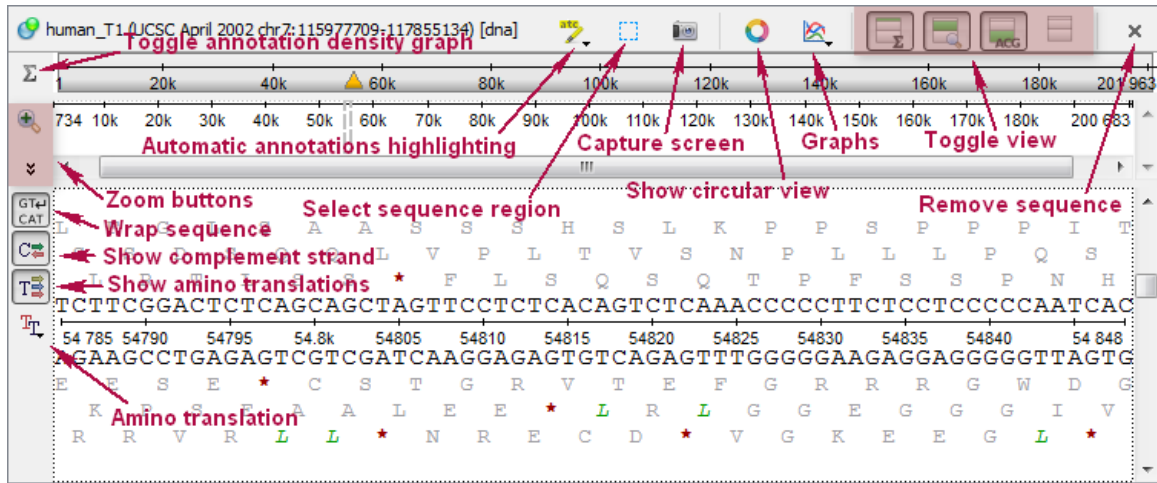 human_T1 (UCSC April 2002 chr7:115977709-117855134) [dna]
Toggle annotation density graph
1 20k 40k 60k 80k 100k 120k 140k 160k 180k 201 963
734 10k 20k 30k 40k 50k 60k 70k 80k 90k 100k 110k 120k 130k 140k 150k 160k 170k 180k 200 683
Automatic annotations highlighting
Capture screen
Graphs
Toggle view
Zoom buttons
Select sequence region
Show circular view
Remove sequence
GT
CAT
Wrap sequence
L G L S A A S S S H S L K P P S P P P I T
C
Show complement strand
L V P L T V S N P L L L P Q S
T
Show amino translations
* F L S Q S Q T P F S S P N H
TCTTCGGACTCTCAGCAGCTAGTTCCTCTCACAGTCTCAAACCCCCTTCTCCTCCCCCAATCAC
54 785 54790 54795 54.8k 54805 54810 54815 54820 54825 54830 54835 54840 54 848
AGAAGCCTGAGAGTCGTCGATCAAGGAGAGTGTCAGAGTTTGGGGGAAGAGGAGGGGGTTAGTG
E E S E * C S T G R V T E F G R R R G W D G
K P S E A A L E E * L R L G G E G G G I V
Amino translation
R R V R L L * N R E C D * V G K E E G L *